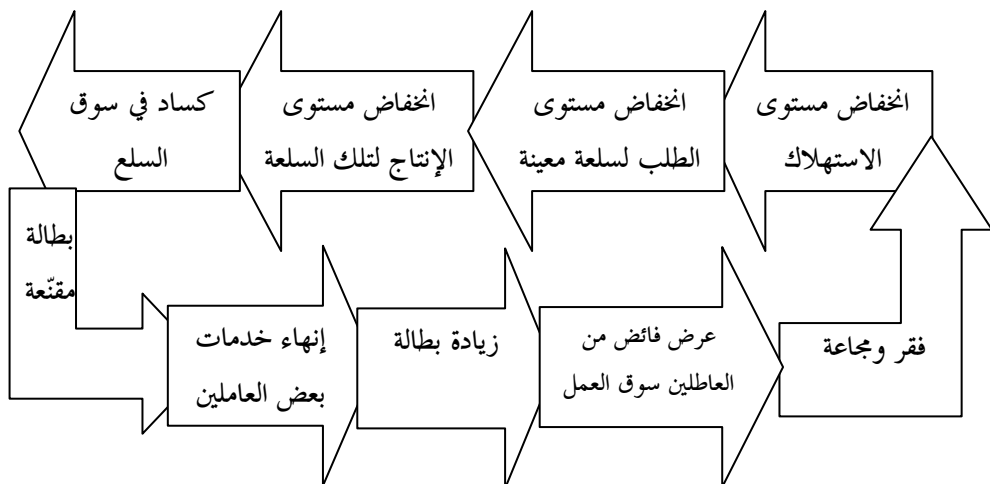 انخفاض مستوى
الاستهلاك
انخفاض مستوى
الطلب لسلعة معينة
انخفاض مستوى
الإنتاج لتلك السلعة
كساد في سوق
السلع
بطالة
مقنّعة
إنهاء خدمات
بعض العاملين
زيادة بطالة
عرض فائض من
العاطلين سوق العمل
فقر ومجاعة